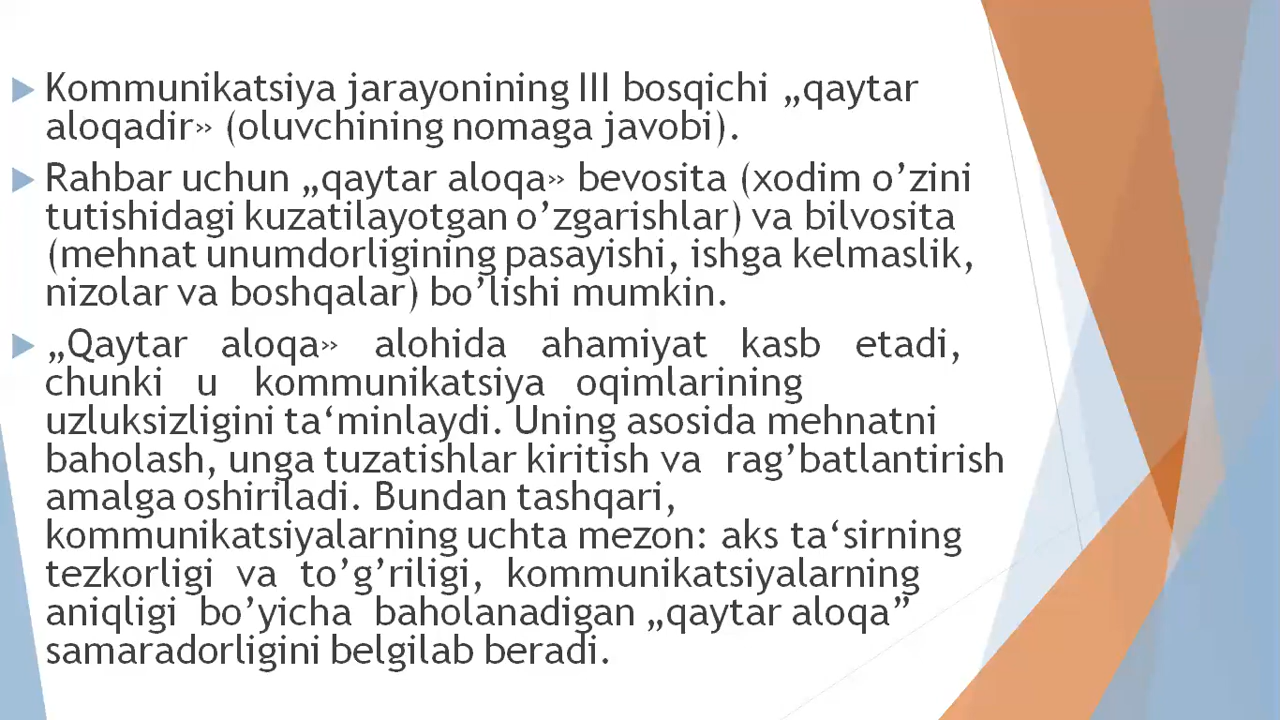 Kommunikatsiya jarayonining III bosqichi „qaytar
aloqadir» (oluvchining nomaga javobi).
Rahbar uchun „qaytar aloqa» bevosita (xodim o’zini
tutishidagi kuzatilayotgan o’zgarishlar) va bilvosita
(mehnat unumdorligining pasayishi, ishga kelmaslik,
nizolar va boshqalar) bo’lishi mumkin.
„Qaytar aloqa» alohida ahamiyat kasb etadi,
chunki u kommunikatsiya oqimlarining
uzluksizligini ta‘minlaydi. Uning asosida mehnatni
baholash, unga tuzatishlar kiritish va rag’batlantirish
amalga oshiriladi. Bundan tashqari,
kommunikatsiyalarning uchta mezon: aks ta‘sirning
tezkorligi va to’g’riligi, kommunikatsiyalarning
aniqligi bo’yicha baholanadigan „qaytar aloqa”
samaradorligini belgilab beradi.